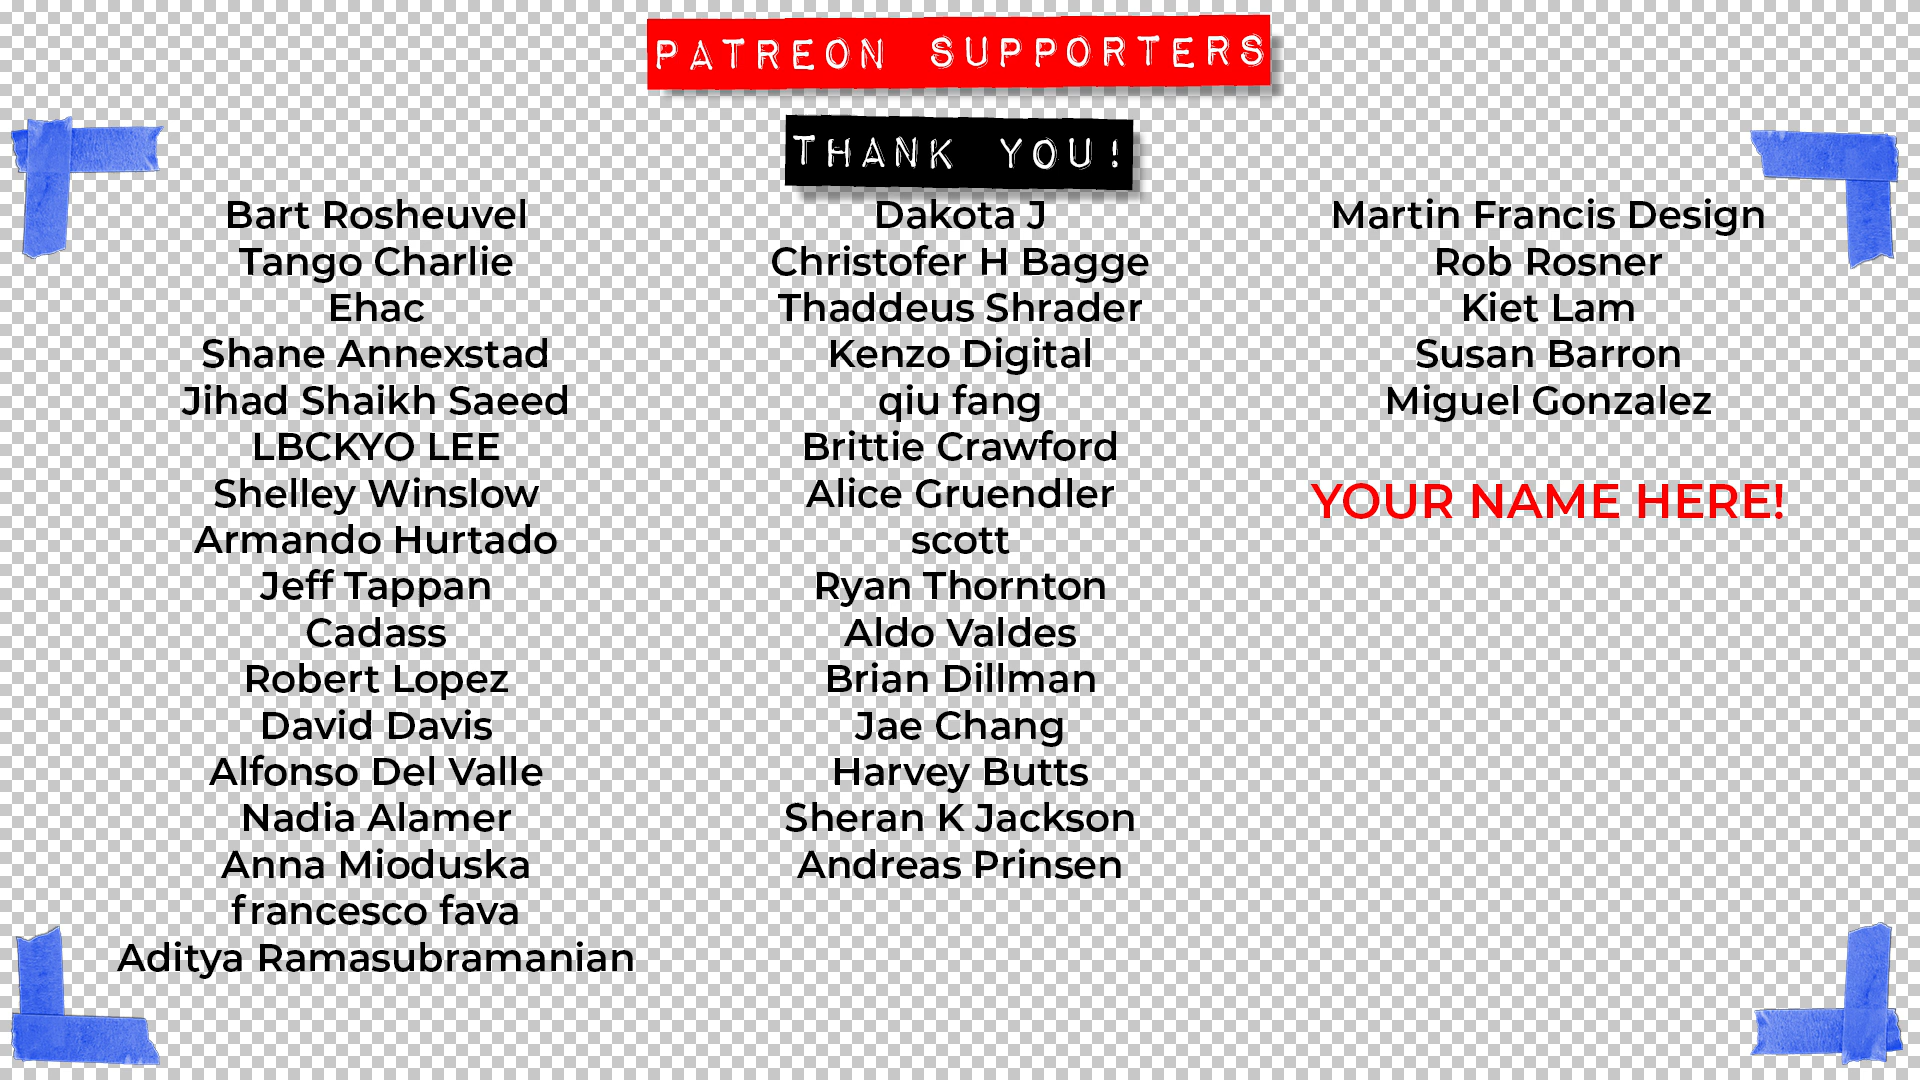 PATREON SUPPORTERS
THANK YOU!
Bart Rosheuvel
Tango Charlie
Ehac
Shane Annexstad
Jihad Shaikh Saeed
LBCKYO LEE
Shelley Winslow
Armando Hurtado
Jeff Tappan
Cadass
Robert Lopez
David Davis
Alfonso Del Valle
Nadia Alamer
Anna Mioduska
francesco fava
Aditya Ramasubramanian
Dakota J
Christofer H Bagge
Thaddeus Shrader
Kenzo Digital
qiu fang
Brittie Crawford
Alice Gruendler
scott
Ryan Thornton
Aldo Valdes
Brian Dillman
Jae Chang
Harvey Butts
Sheran K Jackson
Andreas Prinsen
Martin Francis Design
Rob Rosner
Kiet Lam
Susan Barron
Miguel Gonzalez
YOUR NAME HERE!